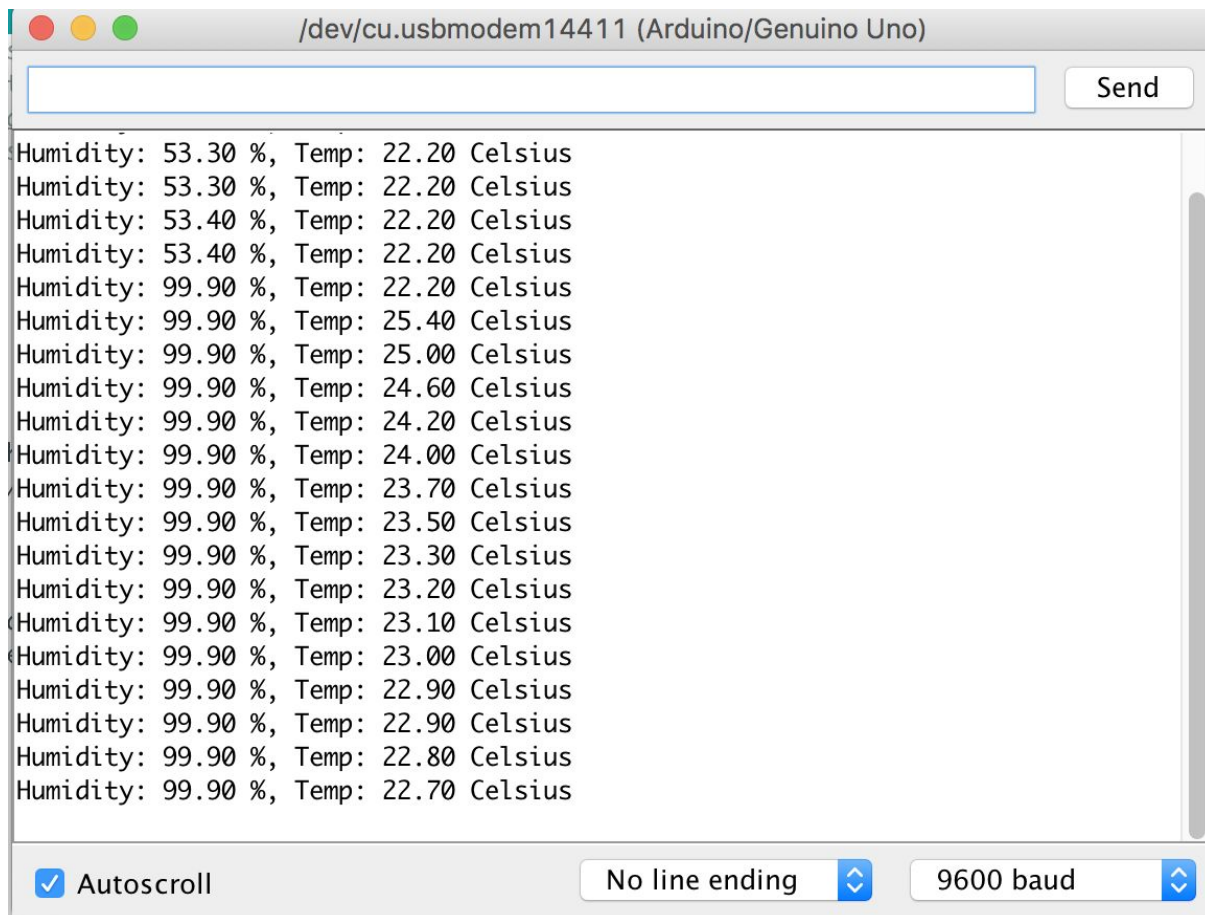 /dev/cu.usbmodem14411 (Arduino/Genuino Uno)
Send
Humidity: 53.30 %, Temp: 22.20 Celsius
Humidity: 53.30 %, Temp: 22.20 Celsius
Humidity: 53.40 %, Temp: 22.20 Celsius
Humidity: 53.40 %, Temp: 22.20 Celsius
Humidity: 99.90 %, Temp: 22.20 Celsius
Humidity: 99.90 %, Temp: 25.40 Celsius
Humidity: 99.90 %, Temp: 25.00 Celsius
Humidity: 99.90 %, Temp: 24.60 Celsius
Humidity: 99.90 %, Temp: 24.20 Celsius
Humidity: 99.90 %, Temp: 24.00 Celsius
Humidity: 99.90 %, Temp: 23.70 Celsius
Humidity: 99.90 %, Temp: 23.50 Celsius
Humidity: 99.90 %, Temp: 23.30 Celsius
Humidity: 99.90 %, Temp: 23.20 Celsius
Humidity: 99.90 %, Temp: 23.10 Celsius
Humidity: 99.90 %, Temp: 23.00 Celsius
Humidity: 99.90 %, Temp: 22.90 Celsius
Humidity: 99.90 %, Temp: 22.90 Celsius
Humidity: 99.90 %, Temp: 22.80 Celsius
Humidity: 99.90 %, Temp: 22.70 Celsius
Autoscroll
No line ending
9600 baud